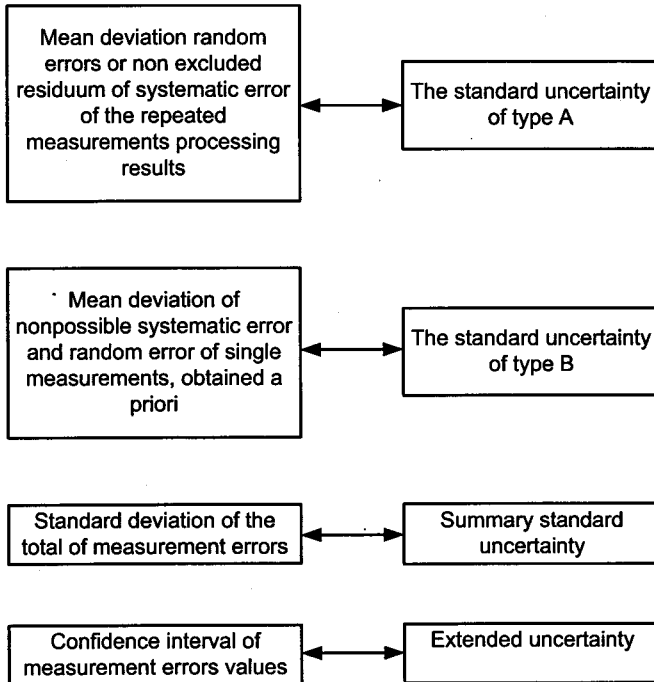 Mean deviation random
errors or non excluded
residuum of systematic error
of the repeated
measurements processing
results
The standard uncertainty
of type A
Mean deviation of
nonpossible systematic error
and random error of single
measurements, obtained a
priori
The standard uncertainty
of type B
Standard deviation of the
total of measurement errors
Summary standard
uncertainty
Confidence interval of
measurement errors values
Extended uncertainty